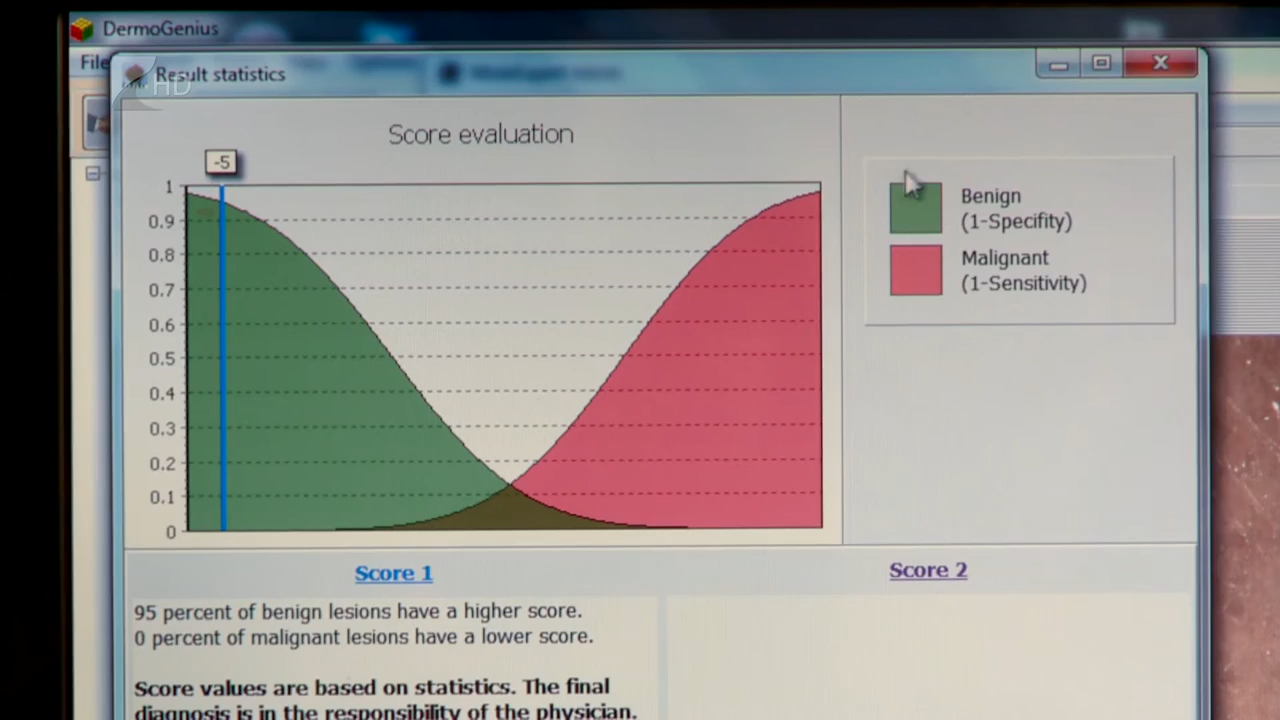 DermoGenius
File
Result statistics
HD
Score evaluation
-5
1
0.9
0.8
0.7
0.6
0.5
0.4
0.3
0.2
0.1
0
Benign
(1-Specifity)
Malignant
(1-Sensitivity)
Score 1
Score 2
95 percent of benign lesions have a higher score.
0 percent of malignant lesions have a lower score.
Score values are based on statistics. The final
diagnosis is in the responsibility of the physician.